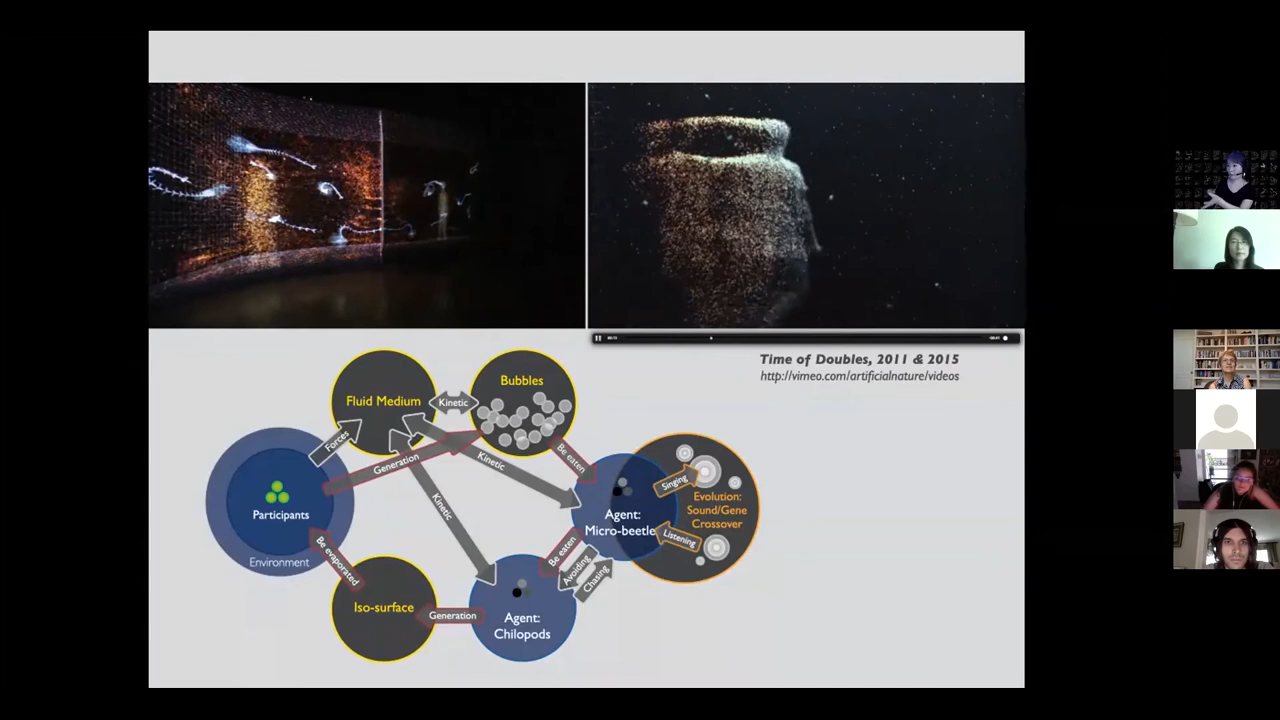 Time of Doubles, 2011 & 2015
http://vimeo.com/artificialnature/videos
Fluid Medium
Kinetic
Bubbles
Forces
Generation
Kinetic
Be eaten
Kinetic
Participants
Environment
Be evaporated
Iso-surface
Generation
Agent:
Chilopods
Be eaten
Avoiding
Chasing
Agent:
Micro-beetle
Singing
Evolution:
Sound/Gene
Crossover
Listening